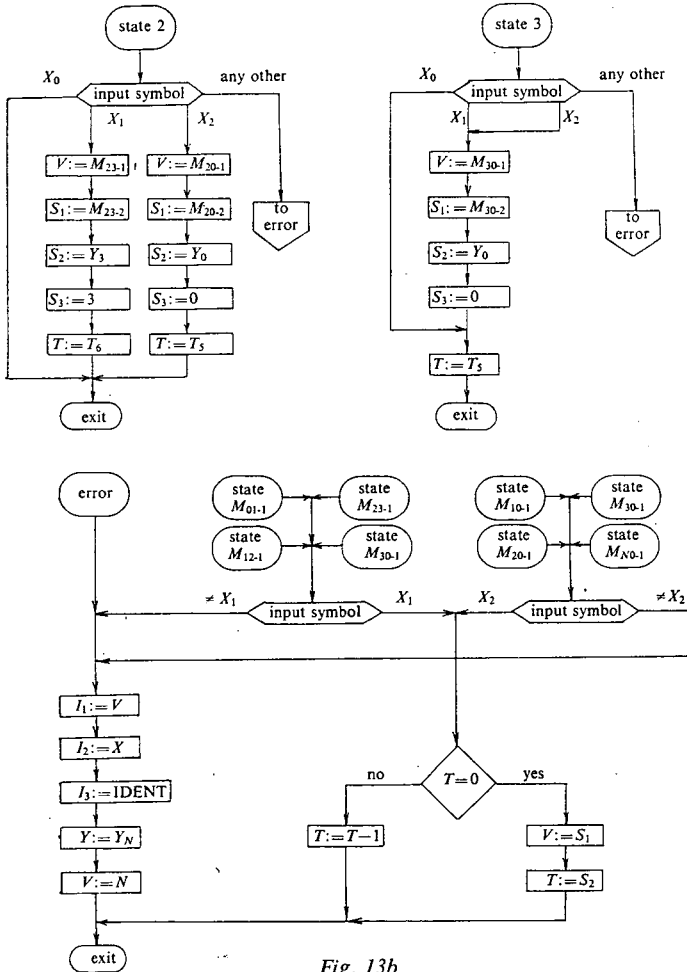 state 2
X₀
input symbol
any other
X₁
X₂
V:=M₂₃₋₁
V:=M₂₀₋₁
S₁:=M₂₃₋₂
S₁:=M₂₀₋₂
to error
S₂:=Y₃
S₂:=Y₀
S₃:=3
S₃:=0
T:=T₆
T:=T₅
exit
state 3
X₀
input symbol
any other
X₁
X₂
V:=M₃₀₋₁
S₁:=M₃₀₋₂
to error
S₂:=Y₀
S₃:=0
T:=T₅
exit
error
state M₀₁₋₁
state M₂₃₋₁
state M₁₂₋₁
state M₃₀₋₁
state M₁₀₋₁
state M₃₀₋₁
state M₂₀₋₁
state M_N0-1
≠X₁
input symbol
X₁
X₂
input symbol
≠X₂
I₁:=V
I₂:=X
I₃:=IDENT
Y:=Y_N
V:=N
exit
no
T=0
yes
T:=T−1
V:=S₁
T:=S₂
Fig. 13b